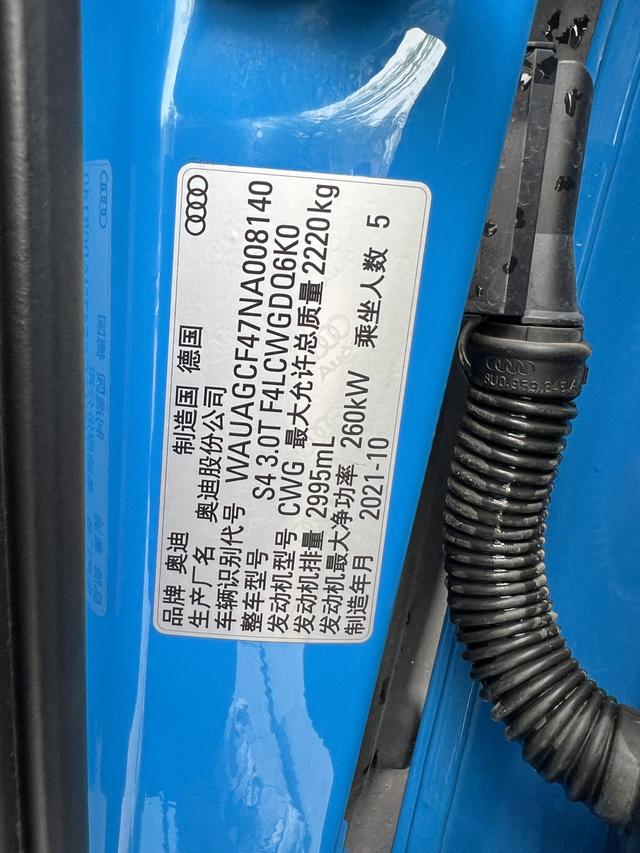 品牌 奥迪 制造国 德国
生产厂名 奥迪股份公司
车辆识别代号 WAUAGCF47NA008140
整车型号 S4 3.0T F4LCWGDQ6K0
发动机型号 CWG 最大允许总质量 2220kg
发动机排量 2995mL
发动机最大净功率 260kW 乘坐人数 5
制造年月 2021-10
Audi
8U0.959.